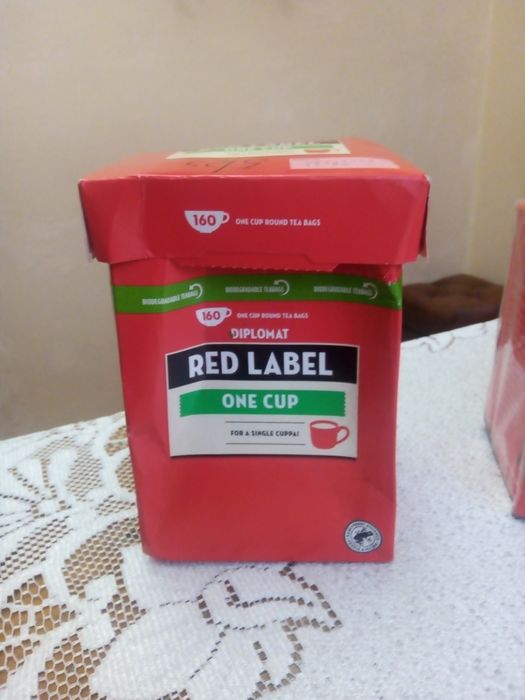 160 ONE CUP ROUND TEA BAGS
BIODEGRADABLE TEABAGS BIODEGRADABLE TEABAGS BIODEGRADABLE TEABAGS
160 ONE CUP ROUND TEA BAGS
DIPLOMAT
RED LABEL
ONE CUP
FOR A SINGLE CUPPA!